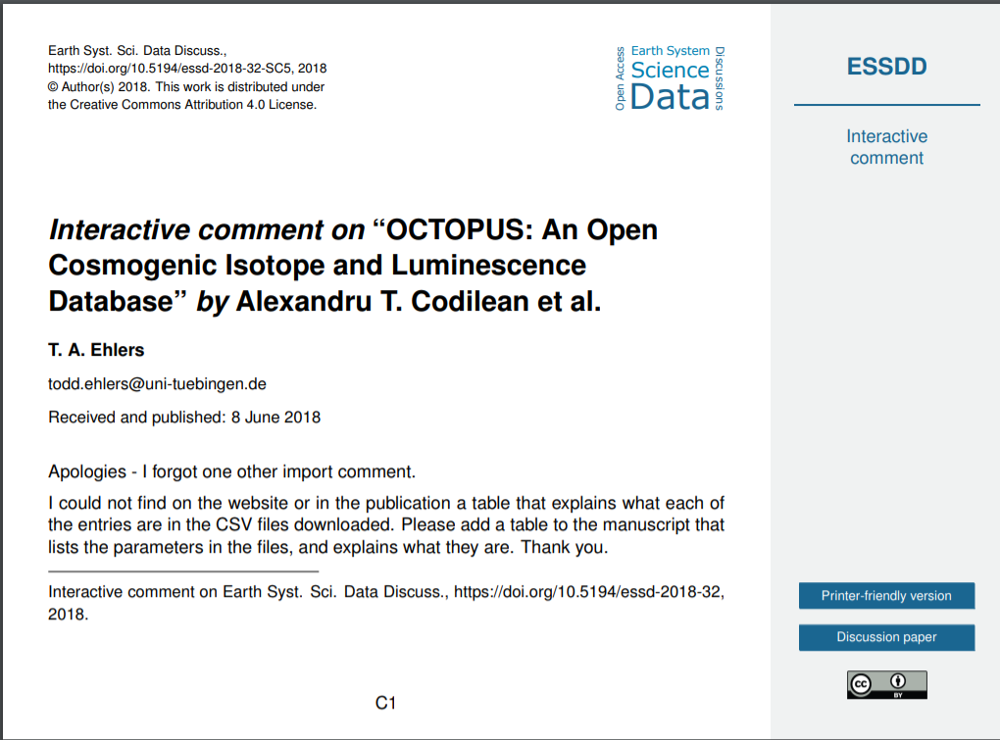 Earth Syst. Sci. Data Discuss.,
https://doi.org/10.5194/essd-2018-32-SC5, 2018
© Author(s) 2018. This work is distributed under
the Creative Commons Attribution 4.0 License.
Open Access
Earth System
Science
Data
Discussions
ESSDD
Interactive
comment
Interactive comment on “OCTOPUS: An Open
Cosmogenic Isotope and Luminescence
Database” by Alexandru T. Codilean et al.
T. A. Ehlers
todd.ehlers@uni-tuebingen.de
Received and published: 8 June 2018
Apologies - I forgot one other import comment.
I could not find on the website or in the publication a table that explains what each of
the entries are in the CSV files downloaded. Please add a table to the manuscript that
lists the parameters in the files, and explains what they are. Thank you.
Interactive comment on Earth Syst. Sci. Data Discuss., https://doi.org/10.5194/essd-2018-32,
2018.
C1
Printer-friendly version
Discussion paper
cc
BY